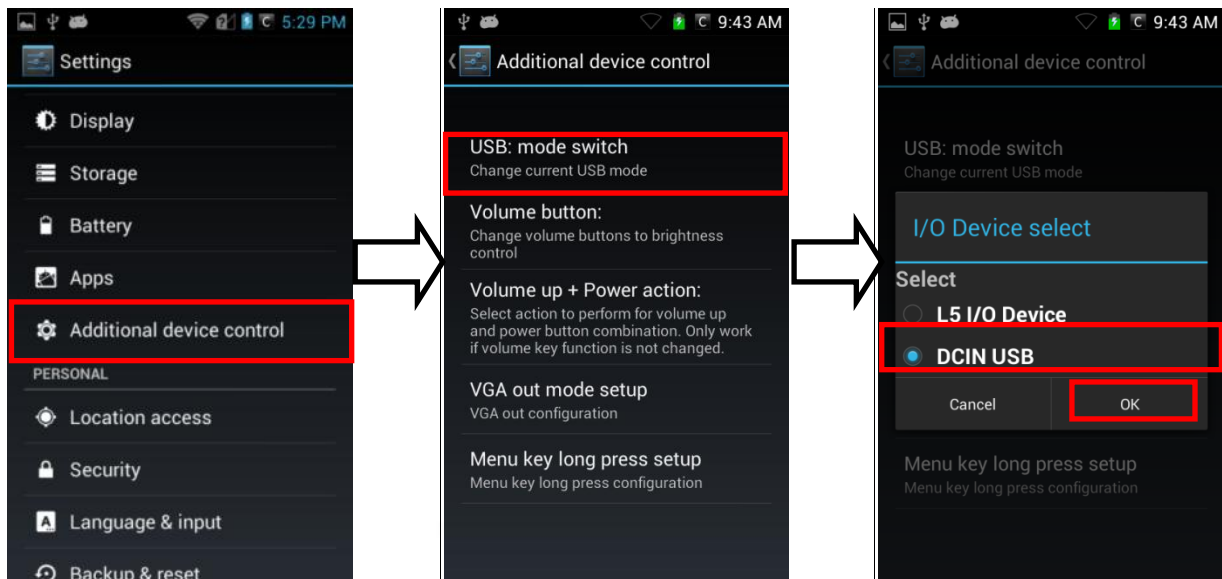 5:29 PM
Settings
Display
Storage
Battery
Apps
Additional device control
PERSONAL
Location access
Security
Language & input
Backup & reset
C 9:43 AM
Additional device control
USB: mode switch
Change current USB mode
Volume button:
Change volume buttons to brightness
control
Volume up + Power action:
Select action to perform for volume up
and power button combination. Only work
if volume key function is not changed.
VGA out mode setup
VGA out configuration
Menu key long press setup
Menu key long press configuration
C 9:43 AM
Additional device control
USB: mode switch
Change current USB mode
I/O Device select
Select
L5 I/O Device
DCIN USB
Cancel
OK
Menu key long press setup
Menu key long press configuration